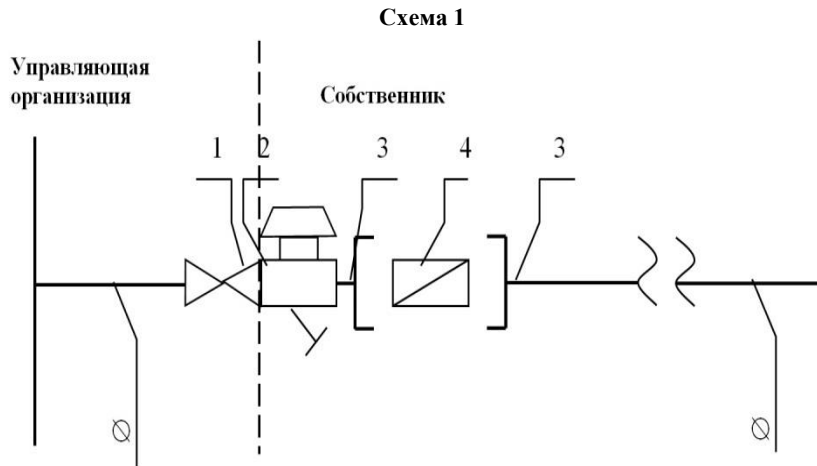 Схема 1
Управляющая
организация
Собственник
1 2 3 4 3
∅ ∅